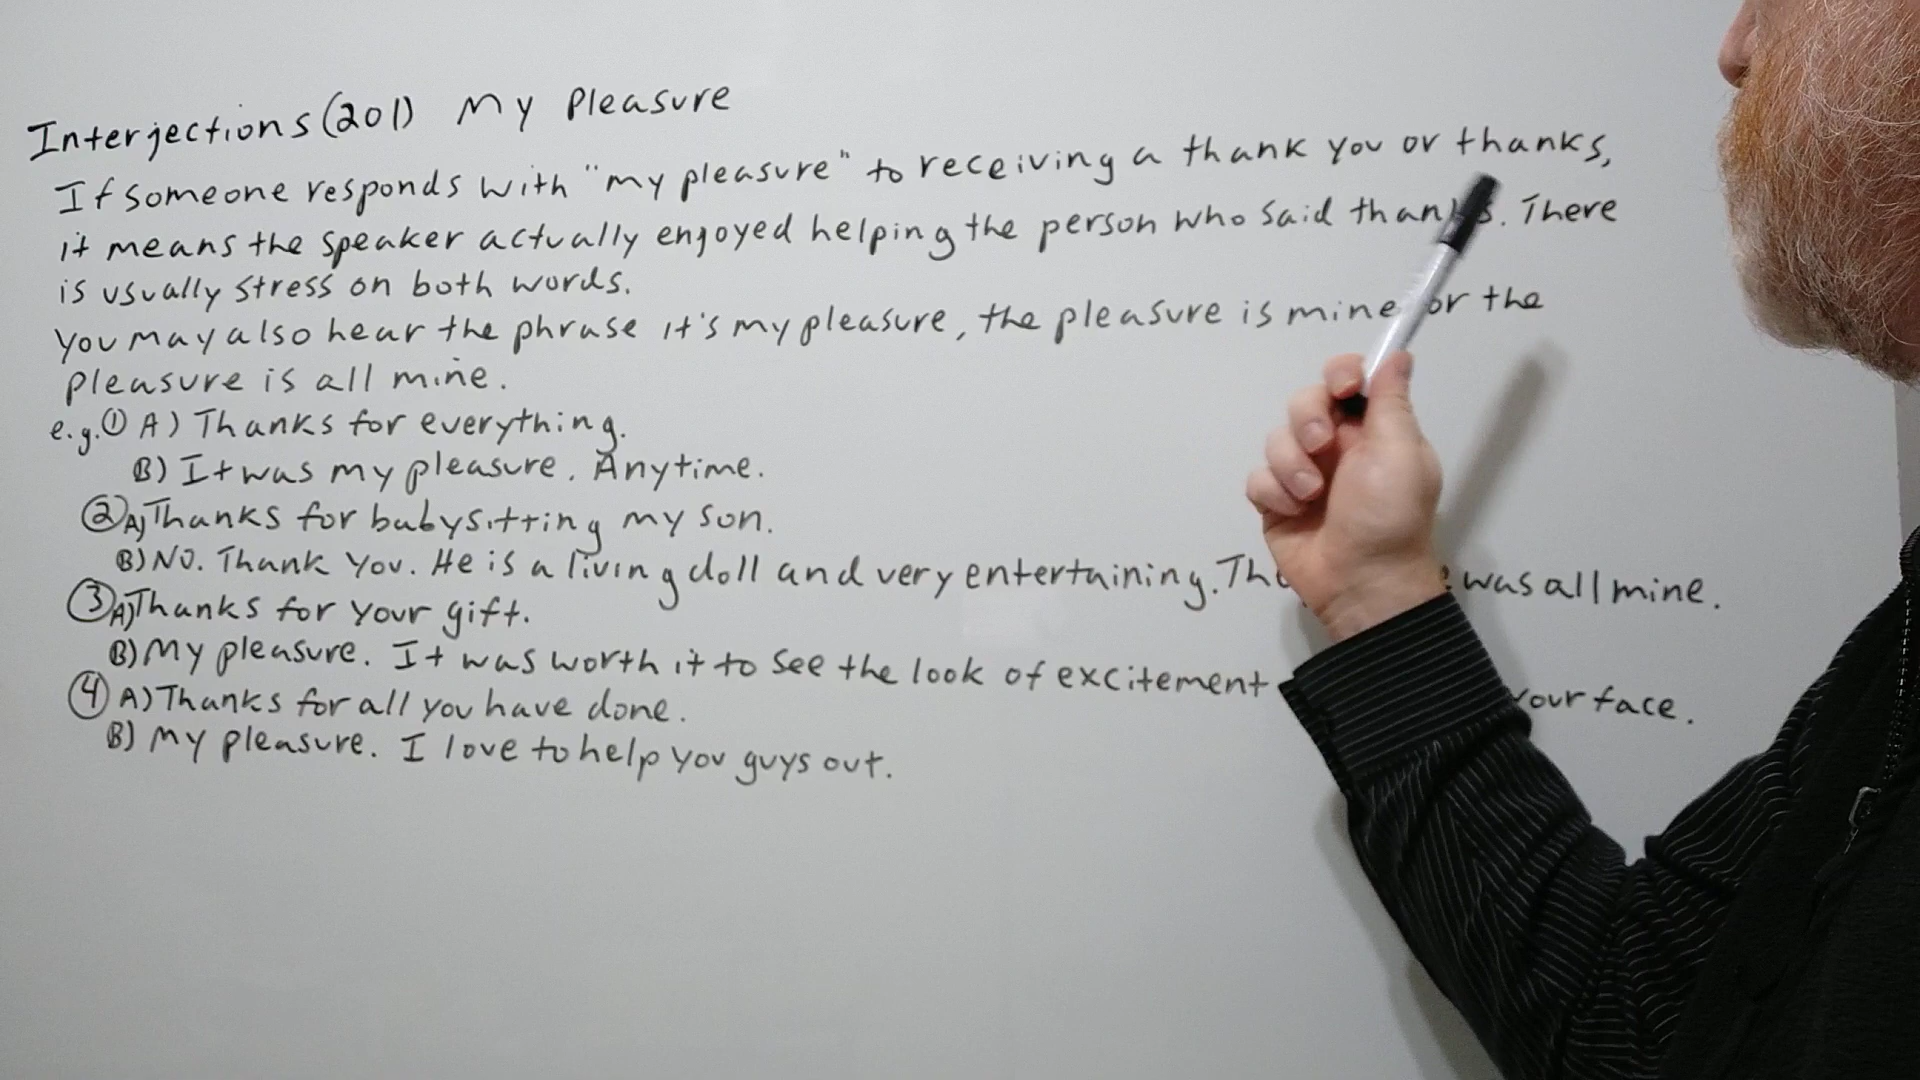 Interjections (201) My Pleasure
If someone responds with "my pleasure" to receiving a thank you or thanks,
it means the speaker actually enjoyed helping the person who said thanks. There
is usually stress on both words.
You may also hear the phrase it's my pleasure, the pleasure is mine or the
pleasure is all mine.
e.g. ① A) Thanks for everything.
B) It was my pleasure. Anytime.
② A) Thanks for babysitting my son.
B) No. Thank you. He is a living doll and very entertaining. was all mine.
③ A) Thanks for your gift.
B) My pleasure. It was worth it to see the look of excitement your face.
④ A) Thanks for all you have done.
B) My pleasure. I love to help you guys out.